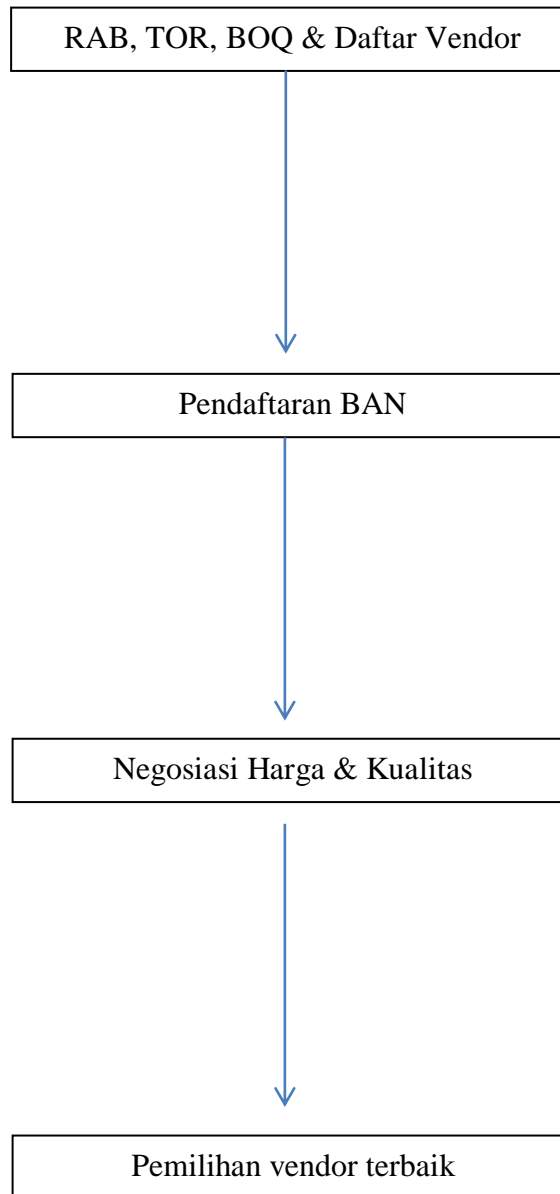 RAB, TOR, BOQ & Daftar Vendor
Pendaftaran BAN
Negosiasi Harga & Kualitas
Pemilihan vendor terbaik